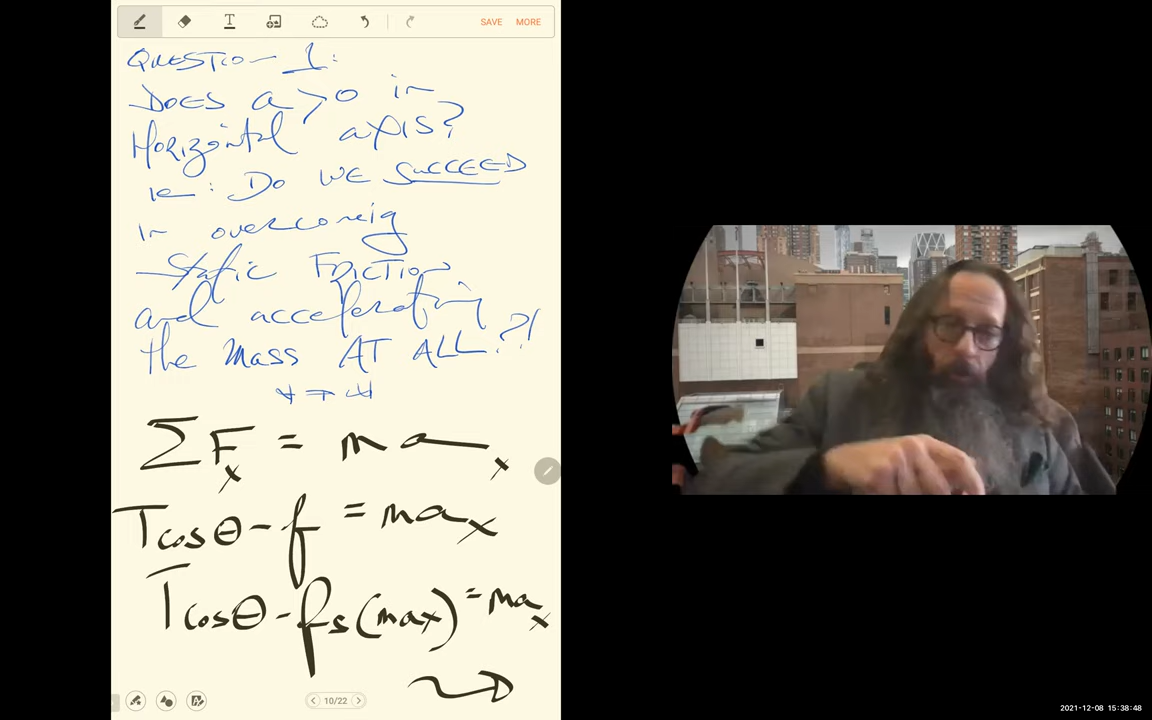 SAVE MORE
QUESTION 1:
DOES a > 0 in
Horizontal axis?
ie: DO WE SUCCEED
in overcoming
Static FRICTION
and accelerating
the mass AT ALL?!
ΣFx = max
Tcosθ - f = max
Tcosθ - fs(max) = max
10/22
2021-12-08 15:38:48